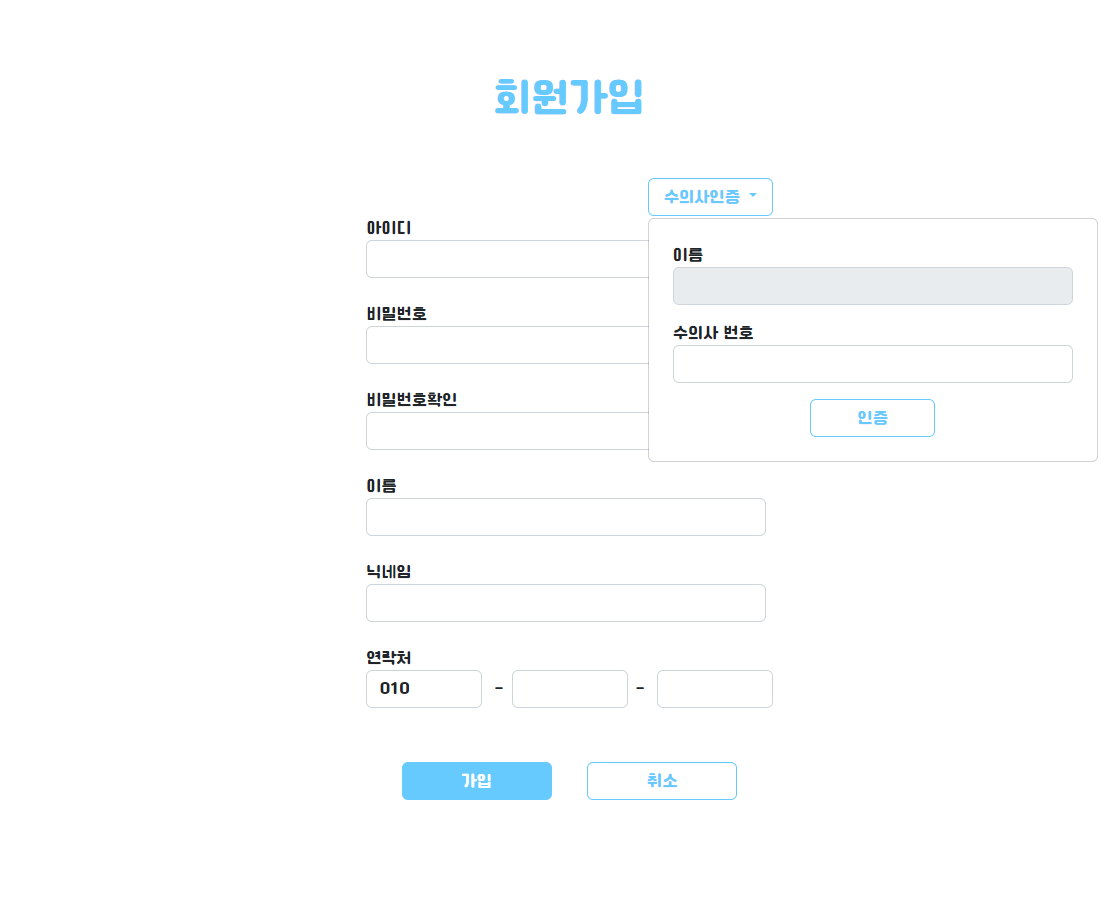 회원가입
수의사인증
아이디
이름
비밀번호
수의사 번호
비밀번호확인
인증
이름
닉네임
연락처
010 - -
가입 취소